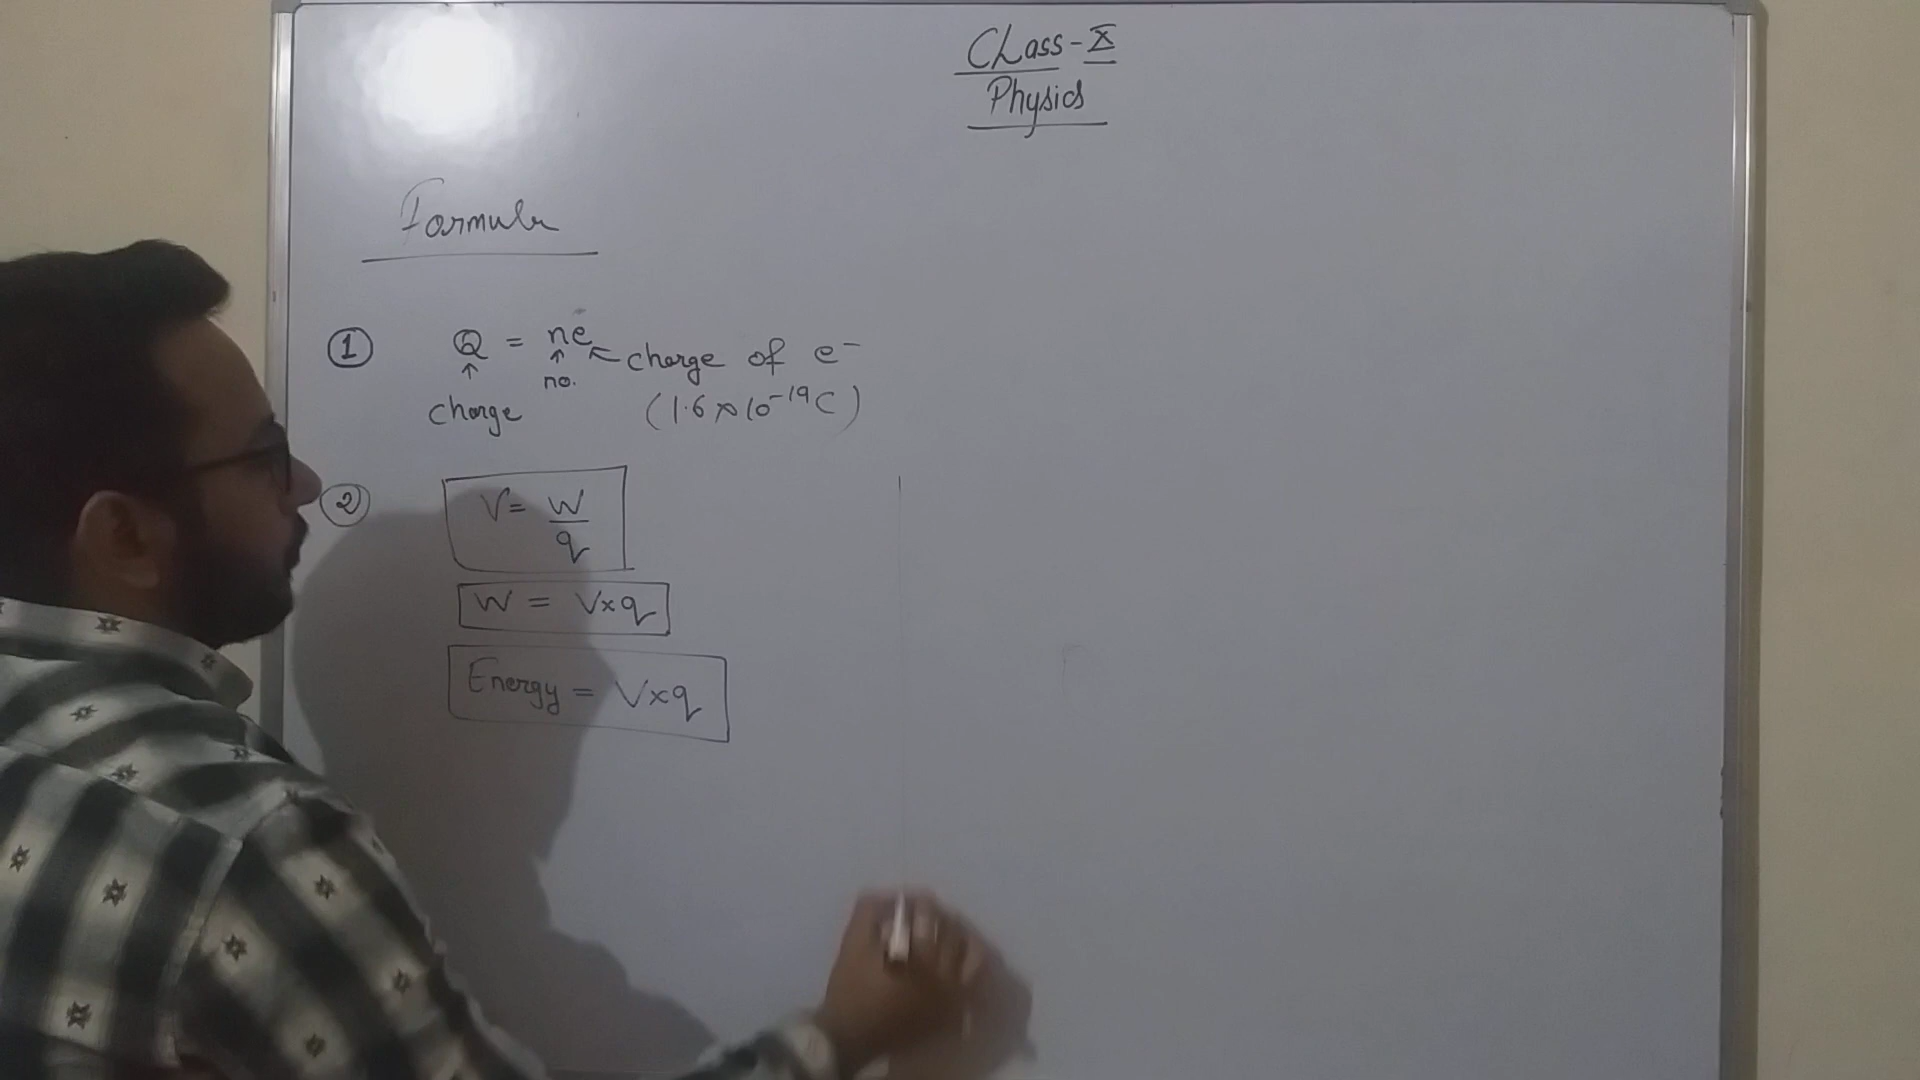 Class-X
Physics
Formula
① Q = ne ← charge of e⁻
↑ ↑
no.
charge (1.6×10⁻¹⁹C)
② V = W/q
W = V×q
Energy = V×q